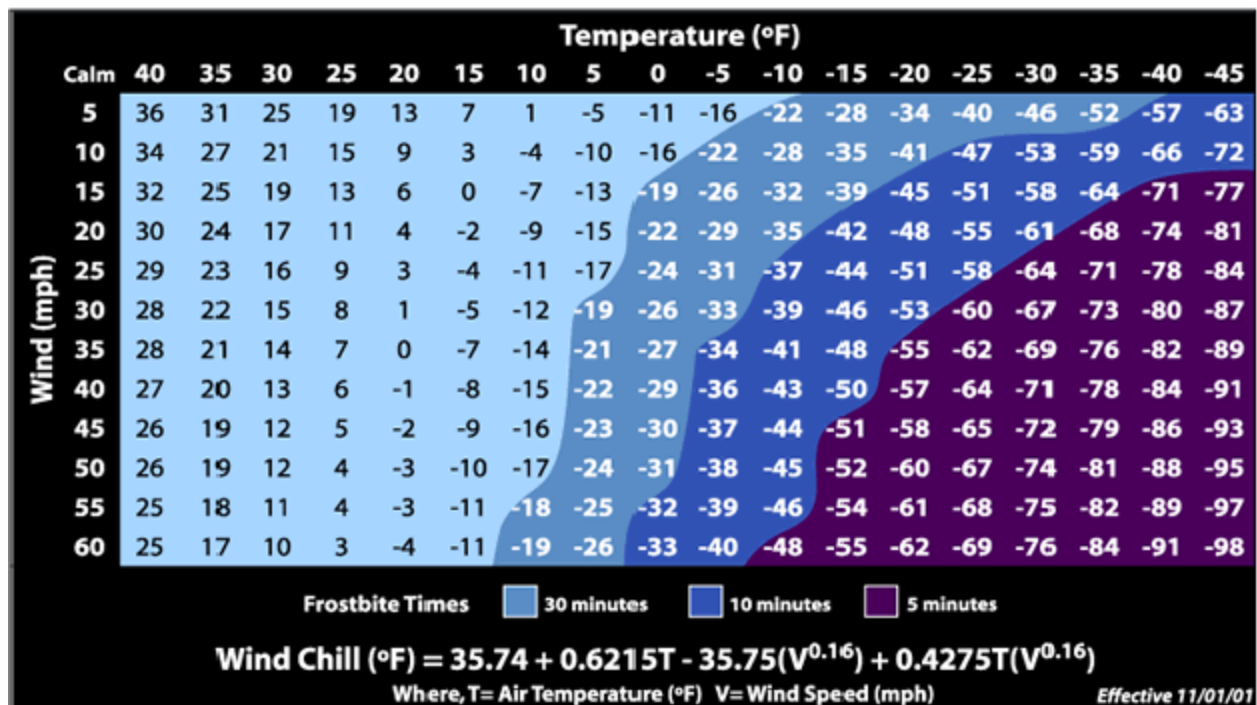 Temperature (ºF)
Calm 40 35 30 25 20 15 10 5 0 -5 -10 -15 -20 -25 -30 -35 -40 -45
Wind (mph)
5 36 31 25 19 13 7 1 -5 -11 -16 -22 -28 -34 -40 -46 -52 -57 -63
10 34 27 21 15 9 3 -4 -10 -16 -22 -28 -35 -41 -47 -53 -59 -66 -72
15 32 25 19 13 6 0 -7 -13 -19 -26 -32 -39 -45 -51 -58 -64 -71 -77
20 30 24 17 11 4 -2 -9 -15 -22 -29 -35 -42 -48 -55 -61 -68 -74 -81
25 29 23 16 9 3 -4 -11 -17 -24 -31 -37 -44 -51 -58 -64 -71 -78 -84
30 28 22 15 8 1 -5 -12 -19 -26 -33 -39 -46 -53 -60 -67 -73 -80 -87
35 28 21 14 7 0 -7 -14 -21 -27 -34 -41 -48 -55 -62 -69 -76 -82 -89
40 27 20 13 6 -1 -8 -15 -22 -29 -36 -43 -50 -57 -64 -71 -78 -84 -91
45 26 19 12 5 -2 -9 -16 -23 -30 -37 -44 -51 -58 -65 -72 -79 -86 -93
50 26 19 12 4 -3 -10 -17 -24 -31 -38 -45 -52 -60 -67 -74 -81 -88 -95
55 25 18 11 4 -3 -11 -18 -25 -32 -39 -46 -54 -61 -68 -75 -82 -89 -97
60 25 17 10 3 -4 -11 -19 -26 -33 -40 -48 -55 -62 -69 -76 -84 -91 -98
Frostbite Times 30 minutes 10 minutes 5 minutes
Wind Chill (ºF) = 35.74 + 0.6215T - 35.75(V^0.16) + 0.4275T(V^0.16)
Where, T= Air Temperature (ºF) V= Wind Speed (mph) Effective 11/01/01